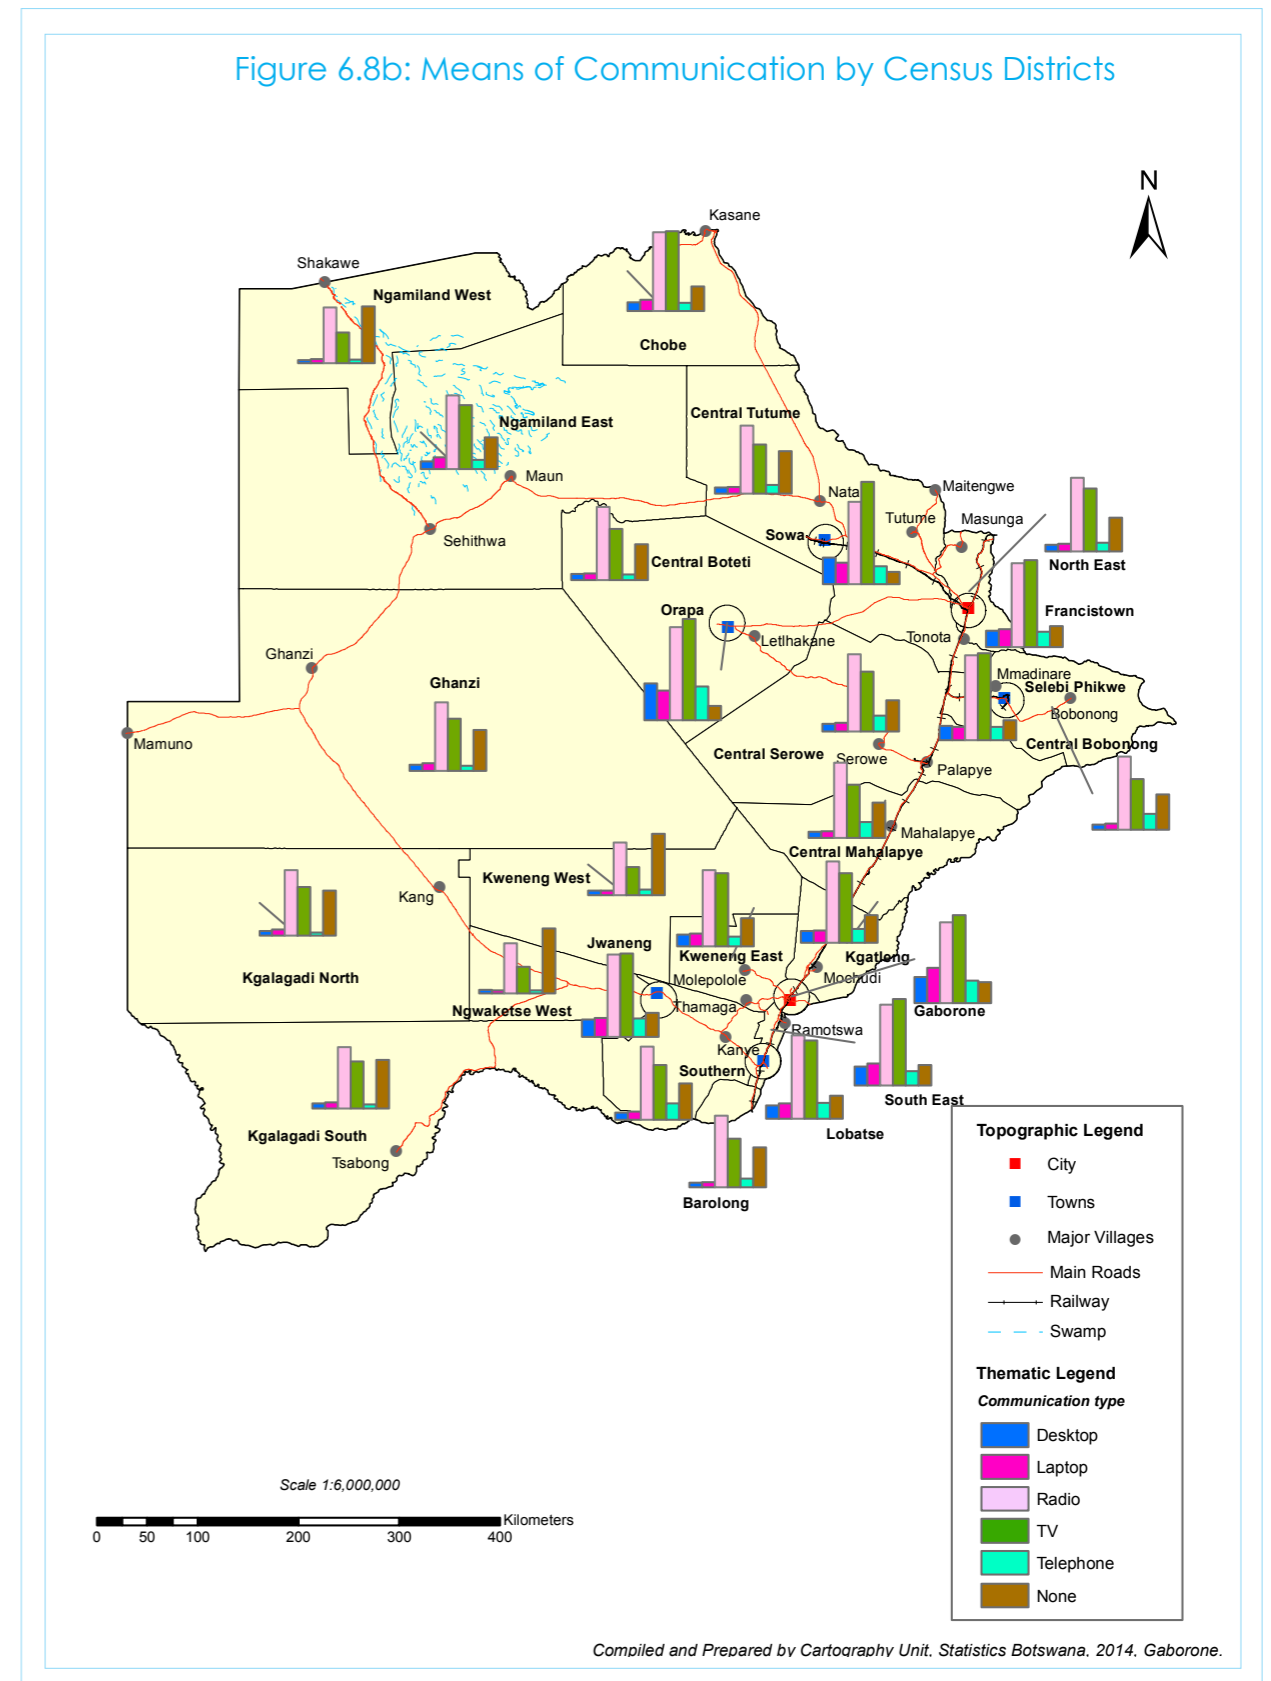 Figure 6.8b: Means of Communication by Census Districts
N
Kasane
Shakawe
Ngamiland West
Chobe
Central Tutume
Ngamiland East
Maun
Nata
Maitengwe
Tutume
Masunga
Sowa
Sehithwa
Central Boteti
North East
Orapa
Francistown
Letlhakane
Tonota
Ghanzi
Mmadinare
Ghanzi
Selebi Phikwe
Bobonong
Mamuno
Central Serowe
Serowe
Central Bobonong
Palapye
Mahalapye
Central Mahalapye
Kweneng West
Kang
Jwaneng
Kweneng East
Kgatleng
Kgalagadi North
Molepolole
Mochudi
Ngwaketse West
Thamaga
Gaborone
Ramotswa
Kanye
Southern
South East
Kgalagadi South
Lobatse
Tsabong
Barolong
Topographic Legend
City
Towns
Major Villages
Main Roads
Railway
Swamp
Thematic Legend
Communication type
Desktop
Laptop
Radio
TV
Telephone
None
Scale 1:6,000,000
Kilometers
0 50 100 200 300 400
Compiled and Prepared by Cartography Unit, Statistics Botswana, 2014, Gaborone.